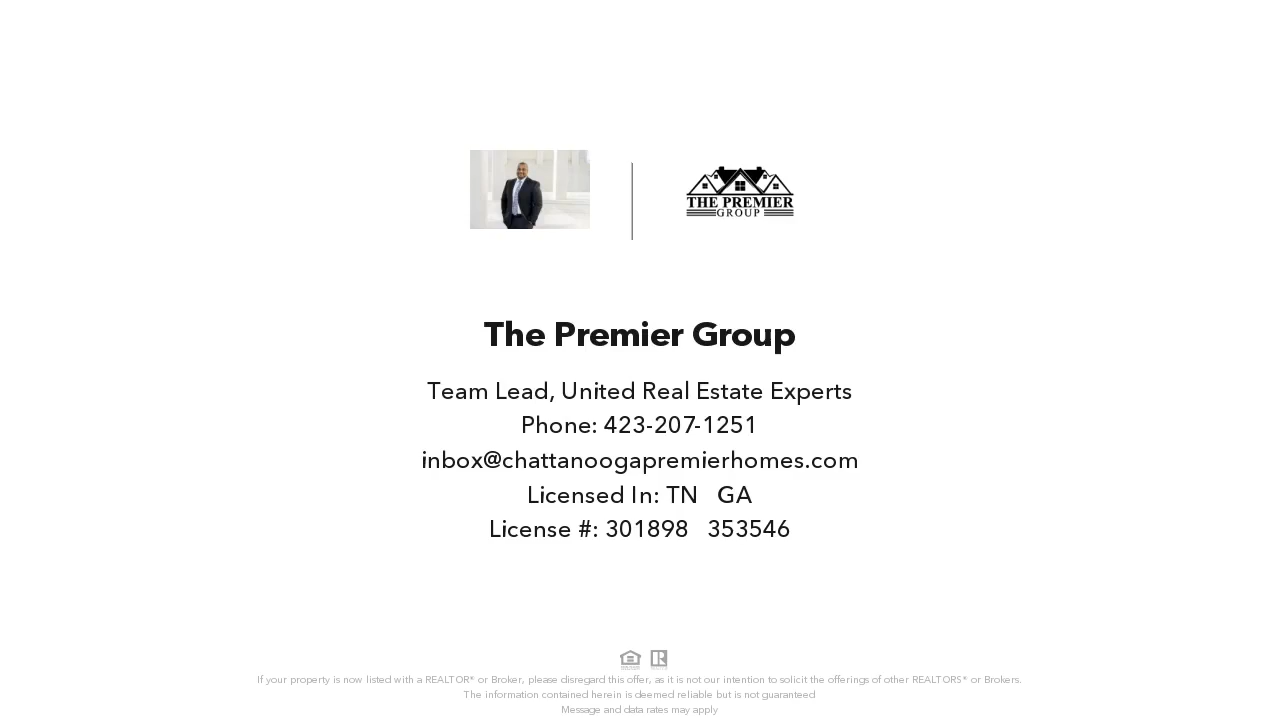 THE PREMIER
GROUP
The Premier Group
Team Lead, United Real Estate Experts
Phone: 423-207-1251
inbox@chattanoogapremierhomes.com
Licensed In: TN   GA
License #: 301898   353546
If your property is now listed with a REALTOR® or Broker, please disregard this offer, as it is not our intention to solicit the offerings of other REALTORS® or Brokers.
The information contained herein is deemed reliable but is not guaranteed
Message and data rates may apply